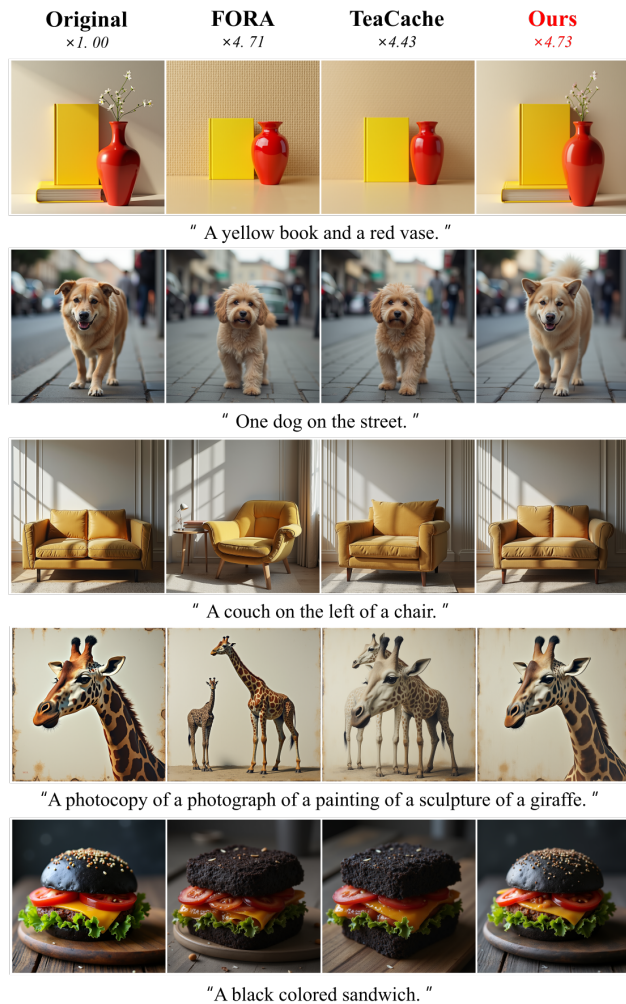 Original FORA TeaCache Ours
×1. 00 ×4. 71 ×4.43 ×4.73
" A yellow book and a red vase. "
" One dog on the street. "
" A couch on the left of a chair. "
"A photocopy of a photograph of a painting of a sculpture of a giraffe. "
"A black colored sandwich. "